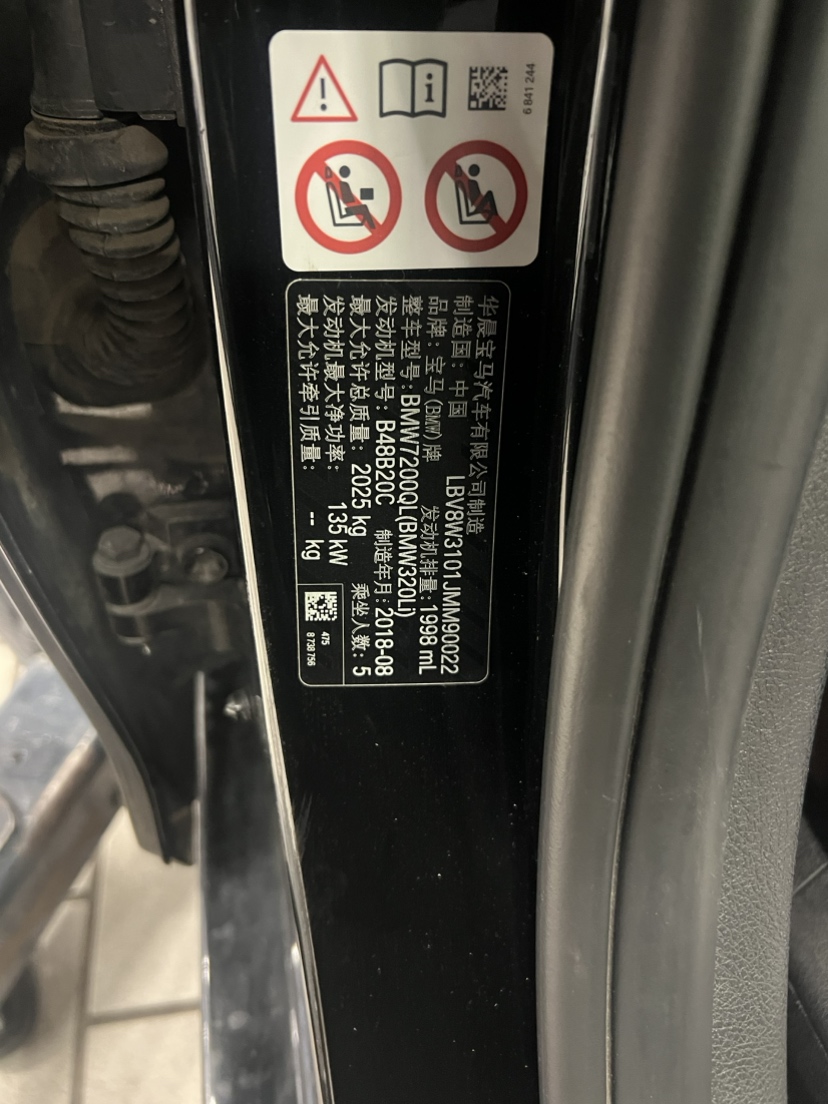 6 841 244
华晨宝马汽车有限公司制造
制造国：中国 LBV8W3101JMM90022
品牌：宝马(BMW)牌 发动机排量:1998 mL
整车型号:BMW7200QL(BMW320Li)
发动机型号：B48B20C 制造年月:2018-08
最大允许总质量： 2025 kg 乘坐人数：5
发动机最大净功率： 135 kW
最大允许牵引质量： -- kg
475
8 738 756